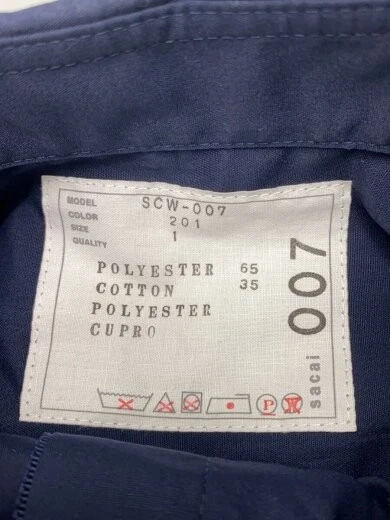 MODEL SCW-007
COLOR 201
SIZE 1
QUALITY
POLYESTER 65
COTTON 35
POLYESTER
CUPRO
sacai 007
P W